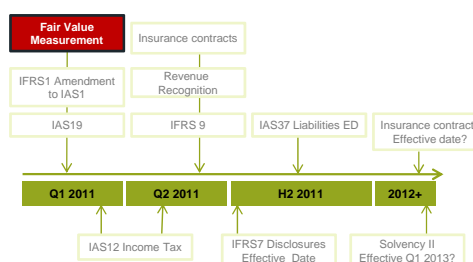 Fair Value
Measurement
Insurance contracts
IFRS1 Amendment
to IAS1
Revenue
Recognition
IAS19
IFRS 9
IAS37 Liabilities ED
Insurance contract
Effective date?
Q1 2011
Q2 2011
H2 2011
2012+
IAS12 Income Tax
IFRS7 Disclosures
Effective Date
Solvency II
Effective Q1 2013?